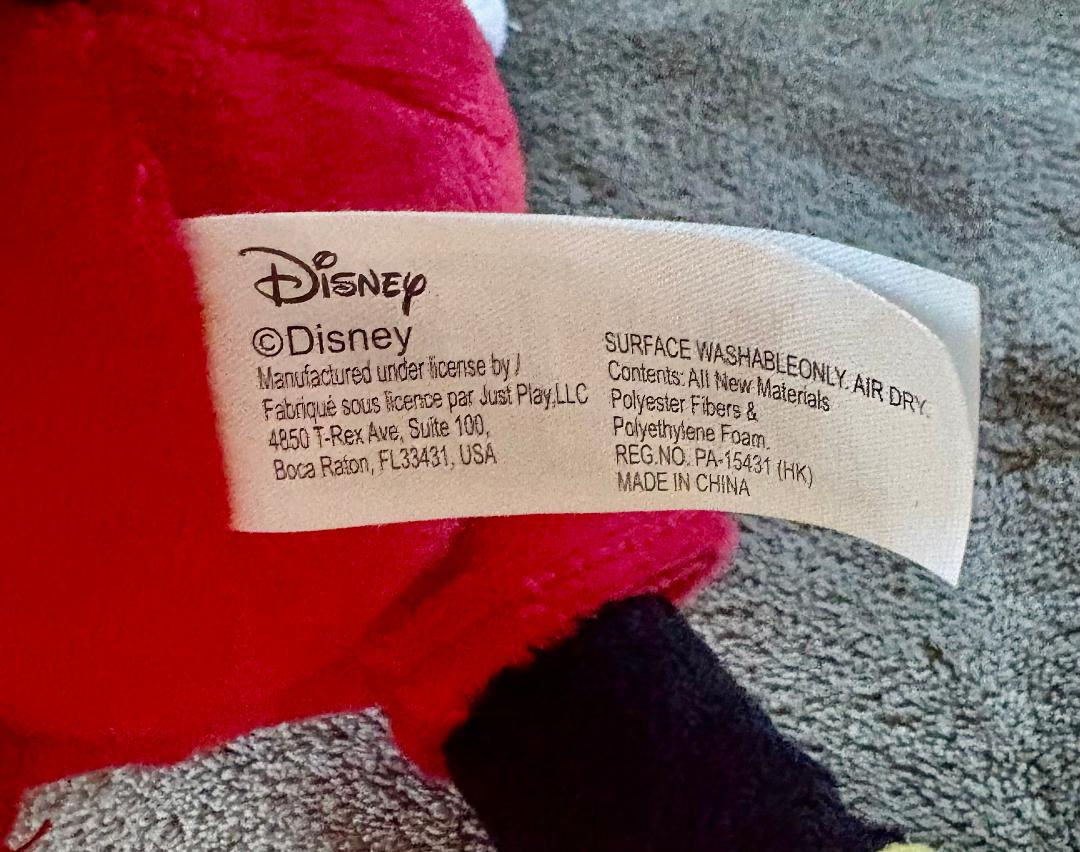 Disney
©Disney
Manufactured under license by /
Fabriqué sous licence par Just Play,LLC
4850 T-Rex Ave, Suite 100,
Boca Raton, FL33431, USA
SURFACE WASHABLEONLY. AIR DRY.
Contents: All New Materials
Polyester Fibers &
Polyethylene Foam.
REG.NO. PA-15431 (HK)
MADE IN CHINA